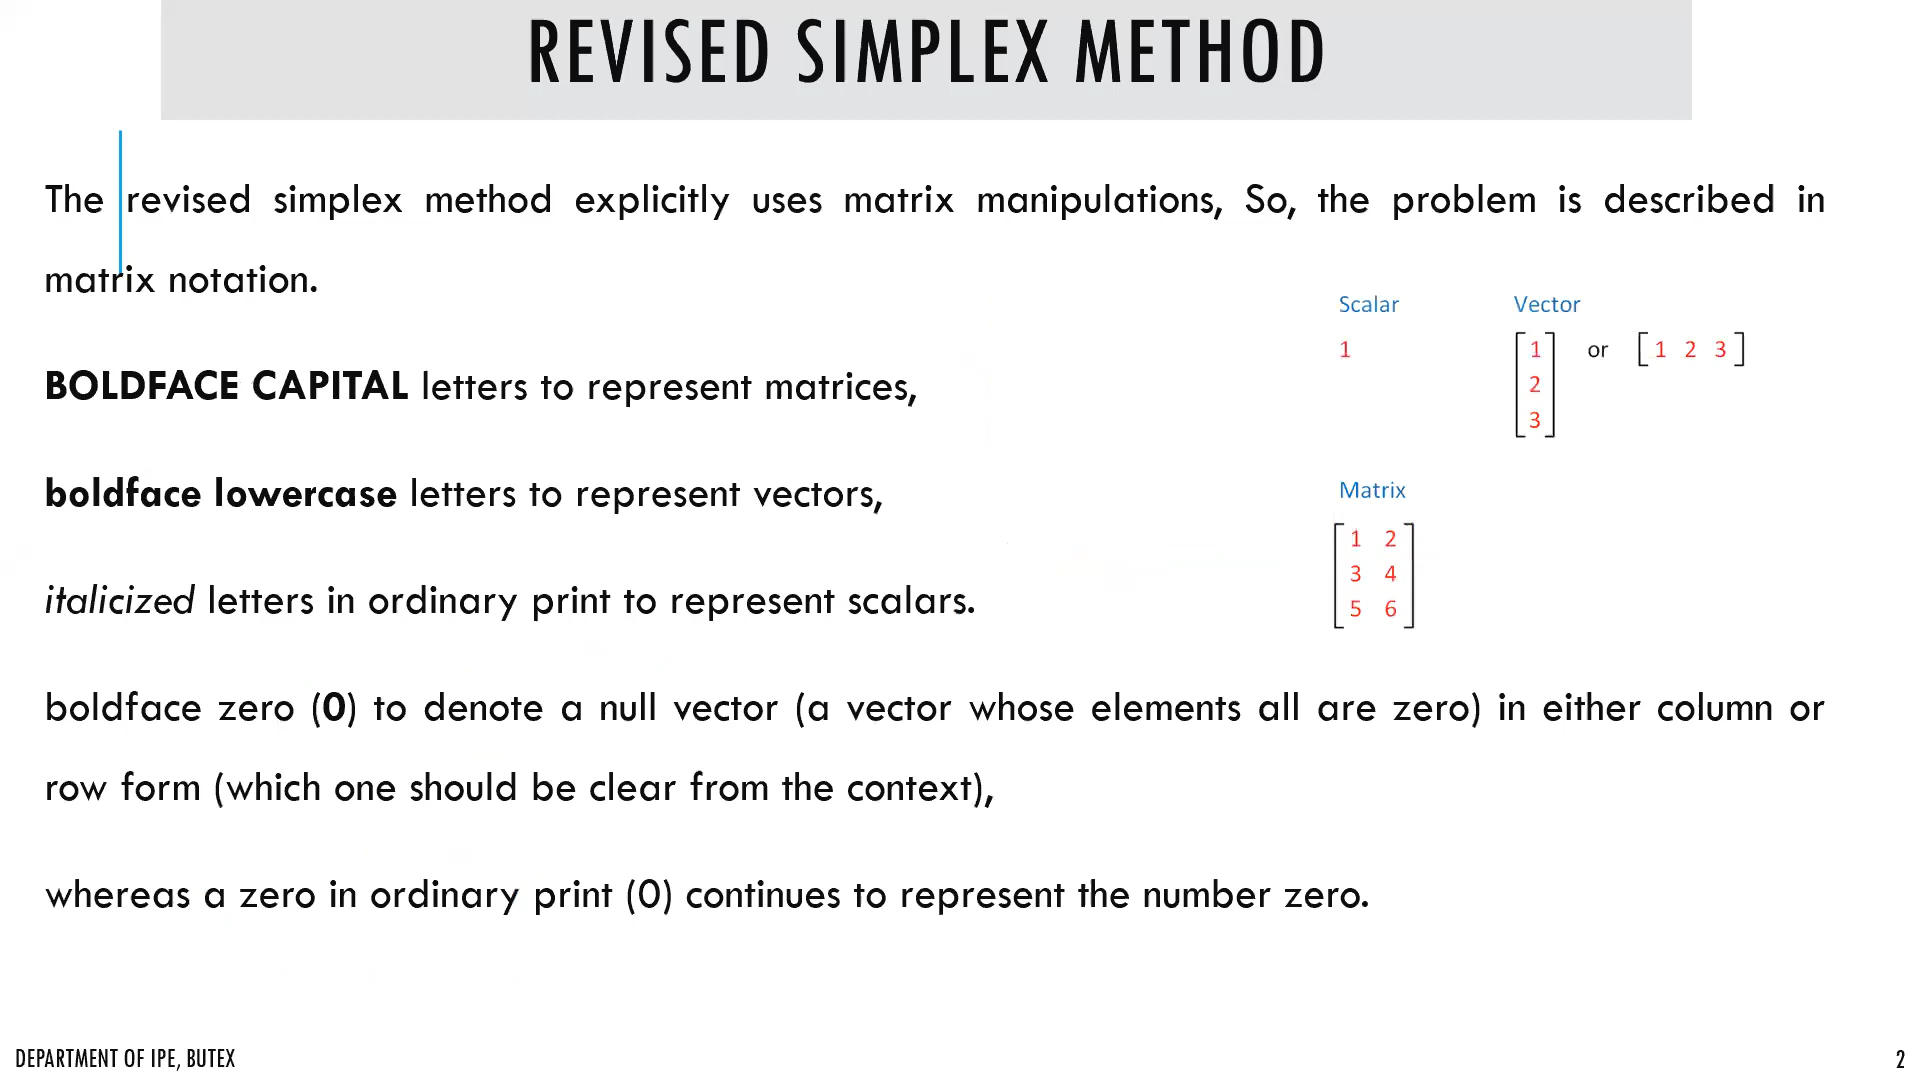 REVISED SIMPLEX METHOD
The revised simplex method explicitly uses matrix manipulations, So, the problem is described in
matrix notation.
Scalar Vector
1 [1 2 3] or [1 2 3]
BOLDFACE CAPITAL letters to represent matrices,
boldface lowercase letters to represent vectors,
Matrix
1 2
3 4
5 6
italicized letters in ordinary print to represent scalars.
boldface zero (0) to denote a null vector (a vector whose elements all are zero) in either column or
row form (which one should be clear from the context),
whereas a zero in ordinary print (0) continues to represent the number zero.
DEPARTMENT OF IPE, BUTEX
2